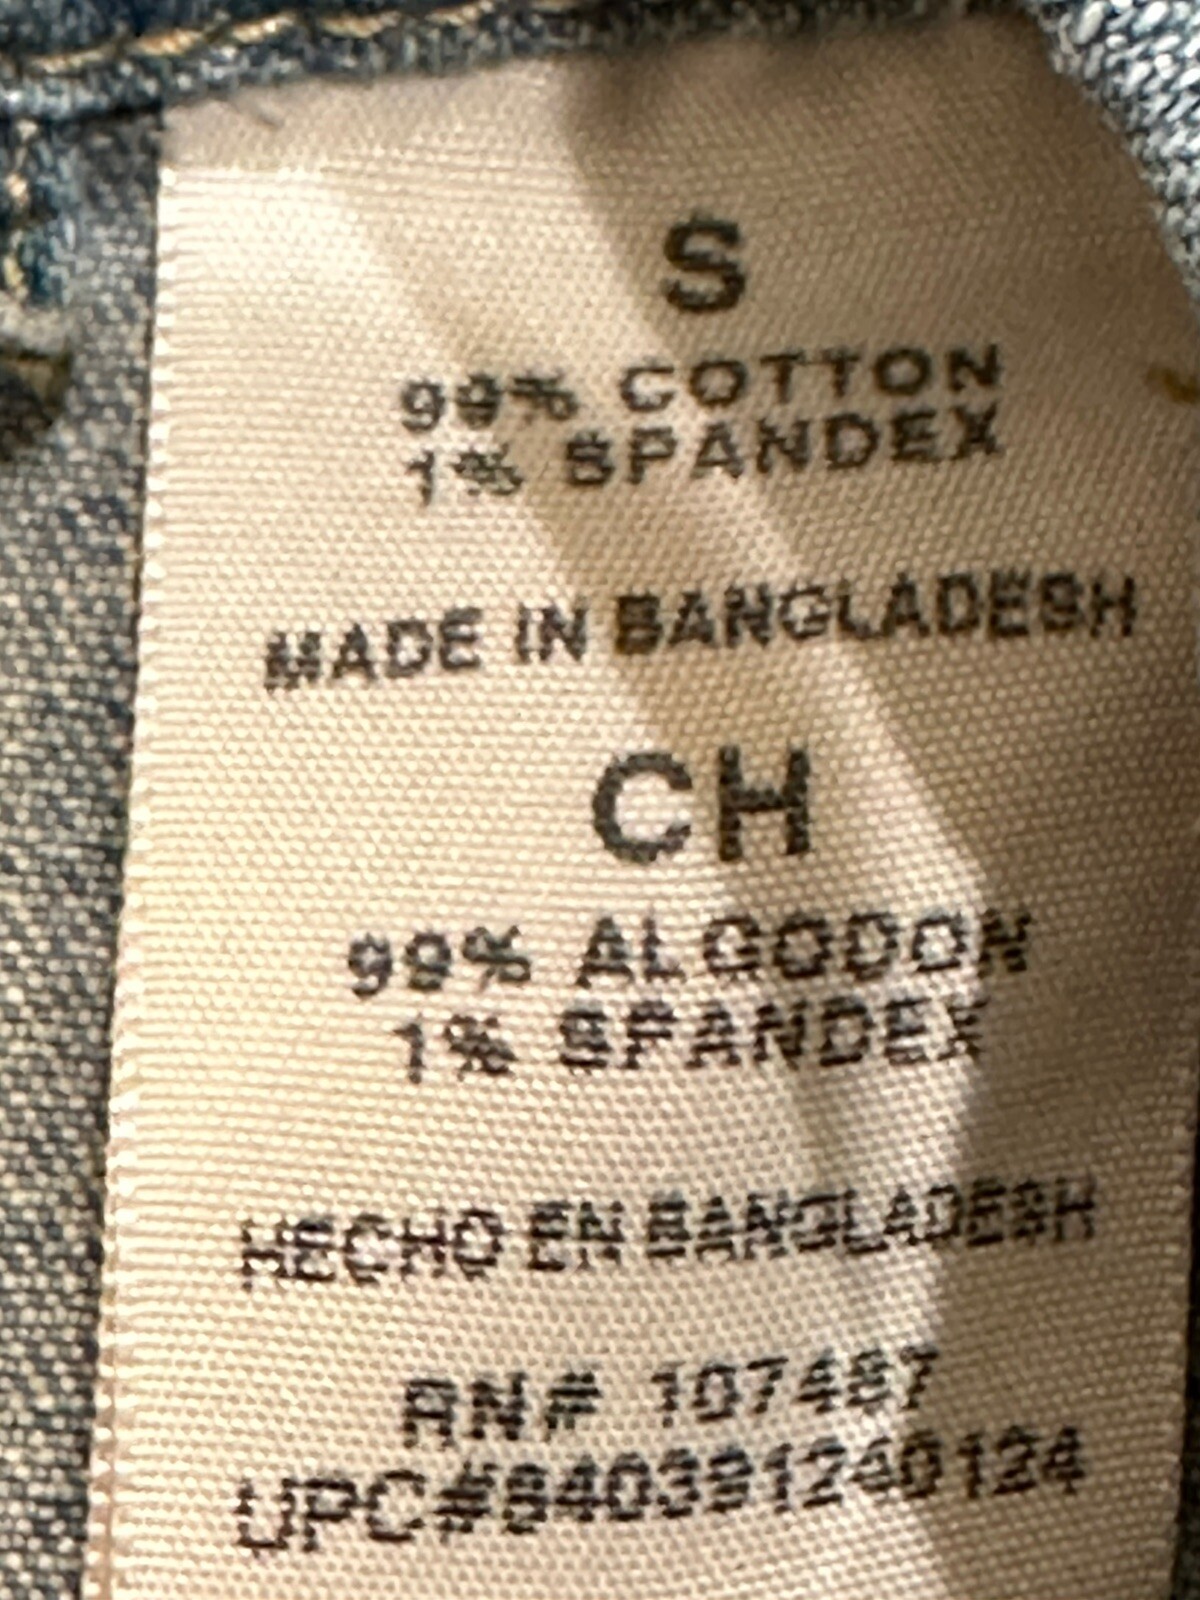 S
99% COTTON
1% SPANDEX
MADE IN BANGLADESH
CH
99% ALGODON
1% SPANDEX
HECHO EN BANGLADESH
RN# 107487
UPC#840391240124